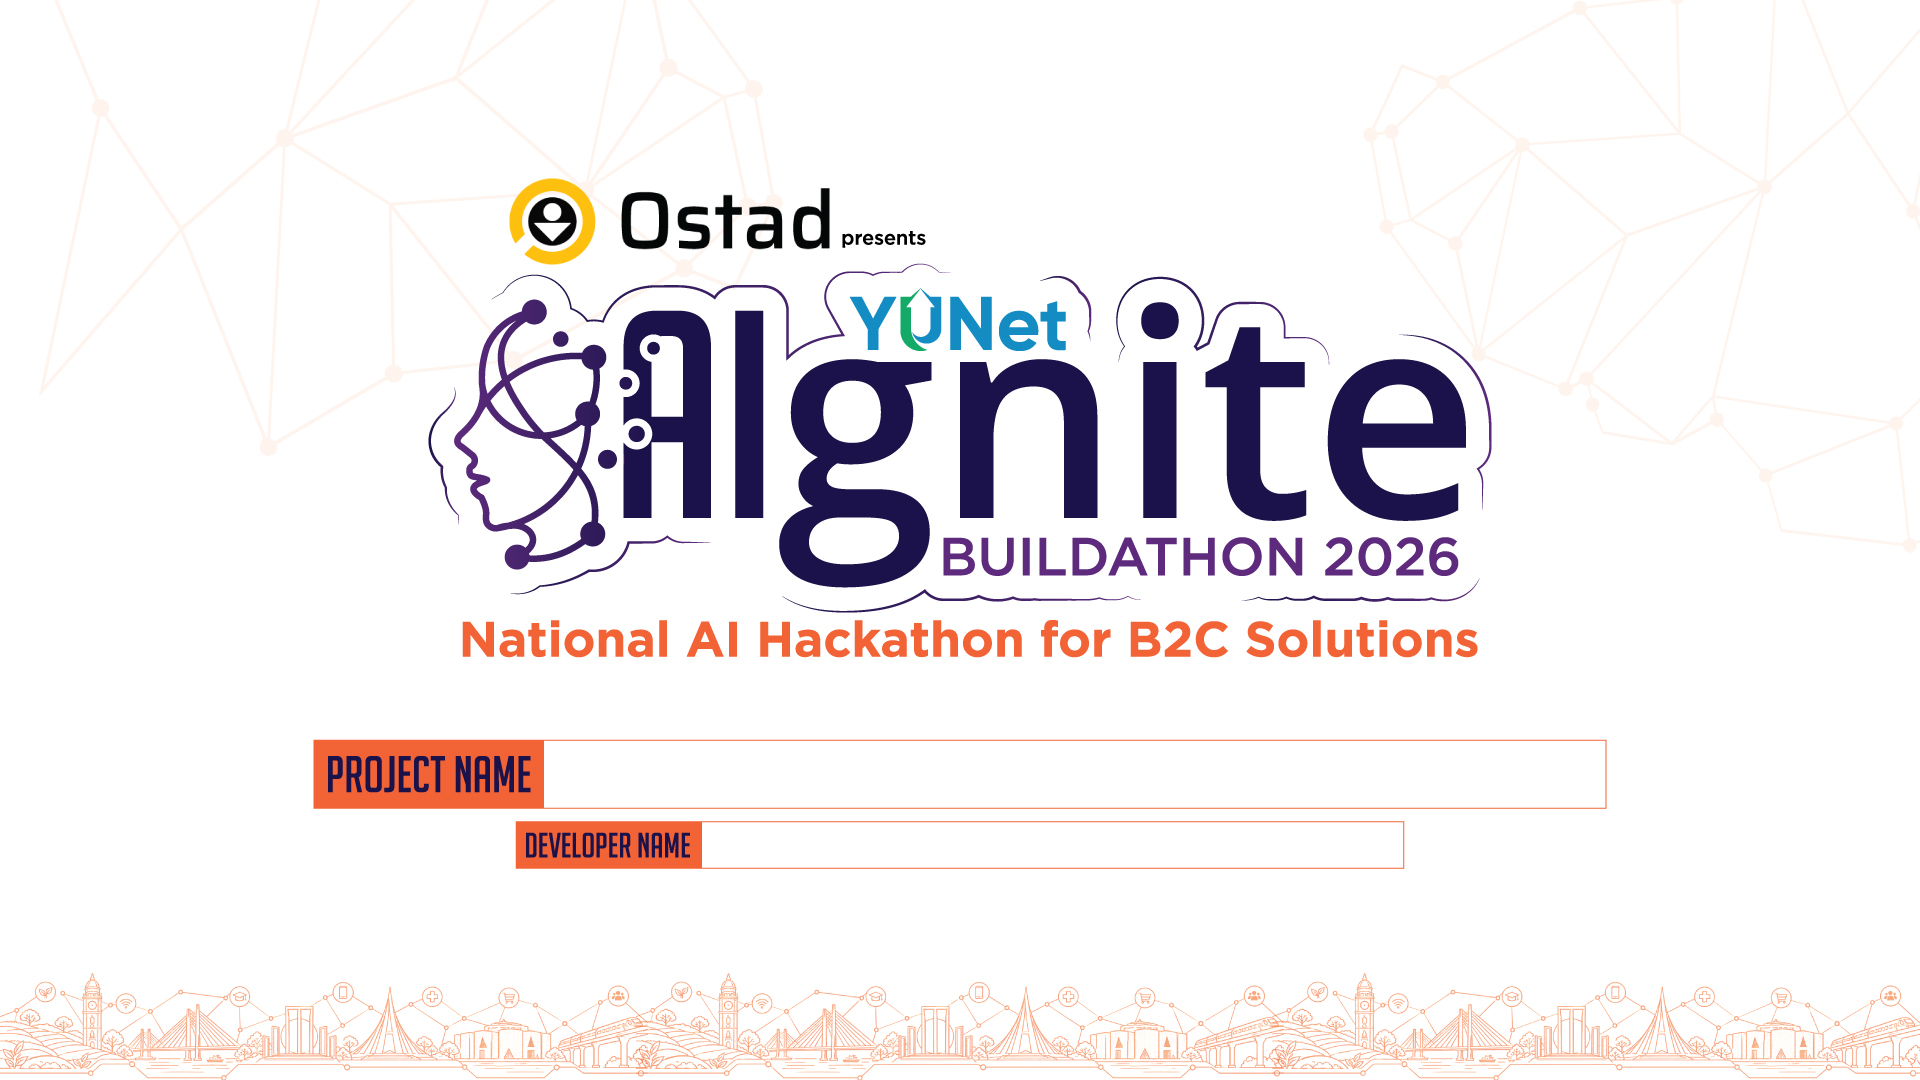 Ostad presents
YUNet
AIgnite
BUILDATHON 2026
National AI Hackathon for B2C Solutions
PROJECT NAME
DEVELOPER NAME